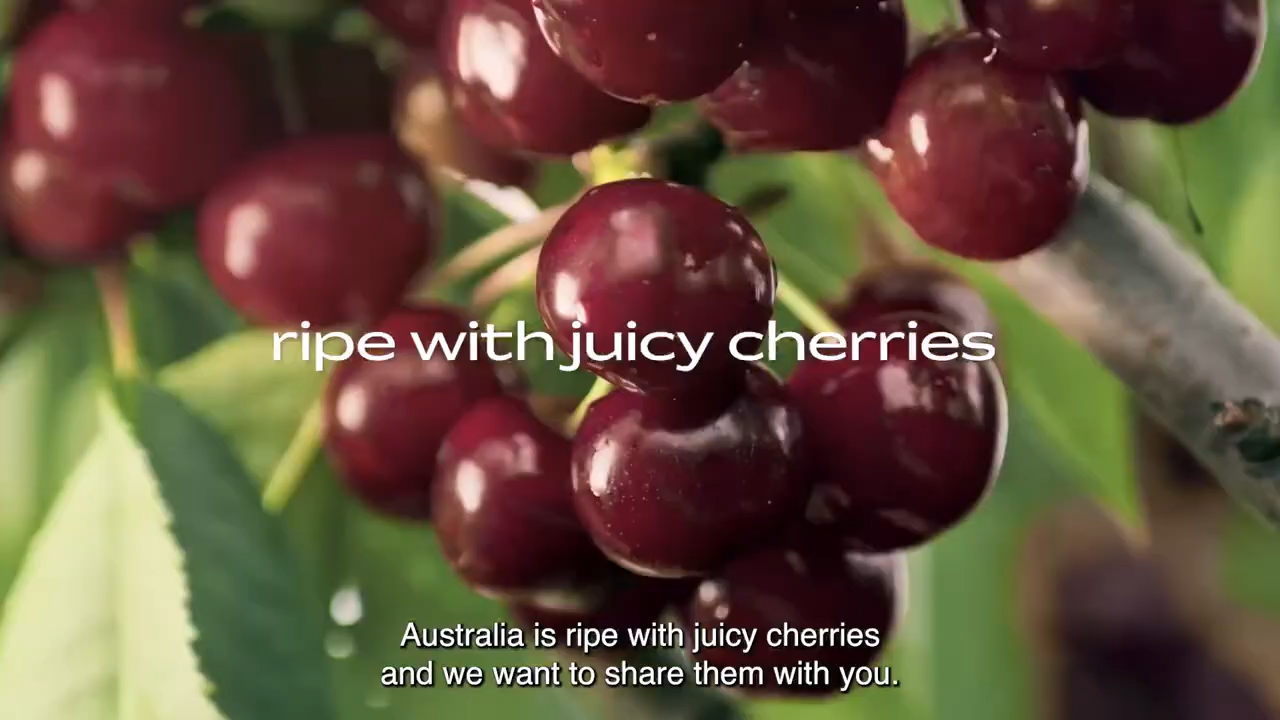 ripe with juicy cherries
Australia is ripe with juicy cherries
and we want to share them with you.